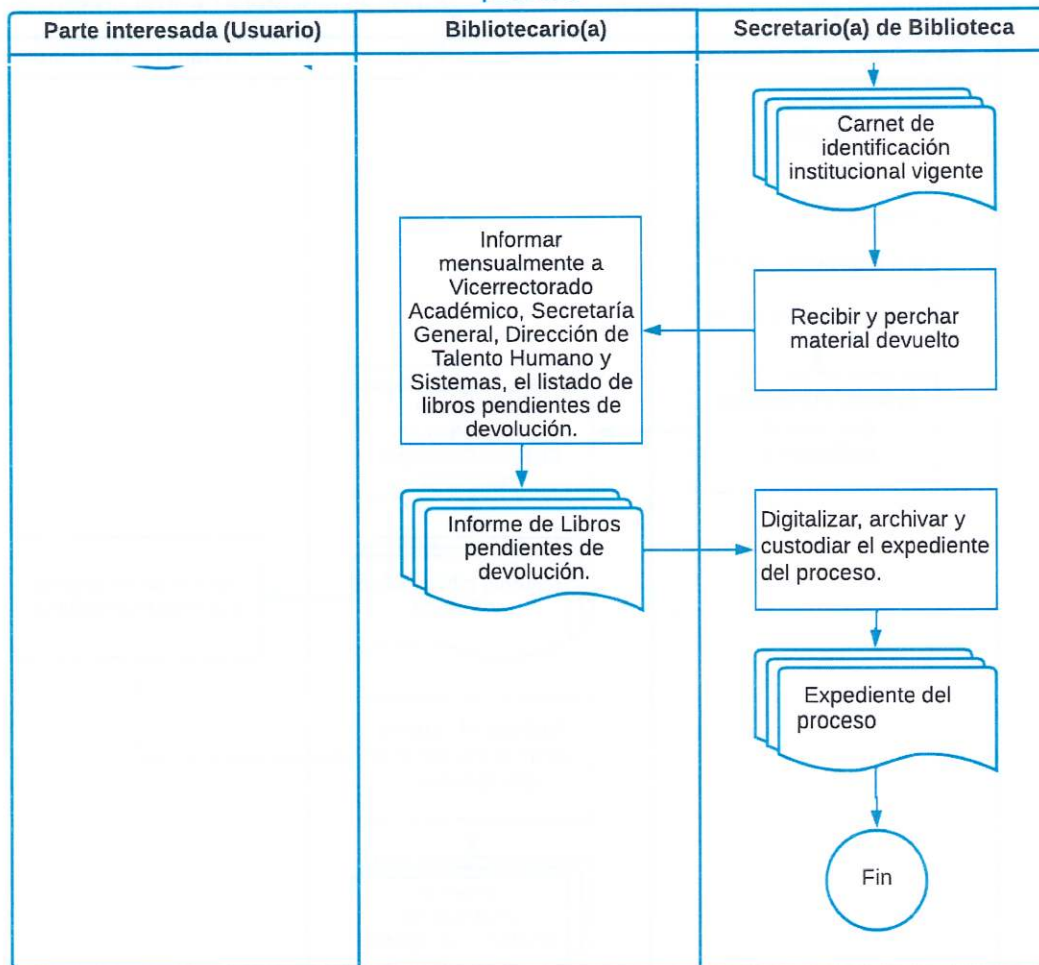 Parte interesada (Usuario)
Bibliotecario(a)
Secretario(a) de Biblioteca
Carnet de
identificación
institucional vigente
Informar
mensualmente a
Vicerrectorado
Académico, Secretaría
General, Dirección de
Talento Humano y
Sistemas, el listado de
libros pendientes de
devolución.
Recibir y perchar
material devuelto
Informe de Libros
pendientes de
devolución.
Digitalizar, archivar y
custodiar el expediente
del proceso.
Expediente del
proceso
Fin